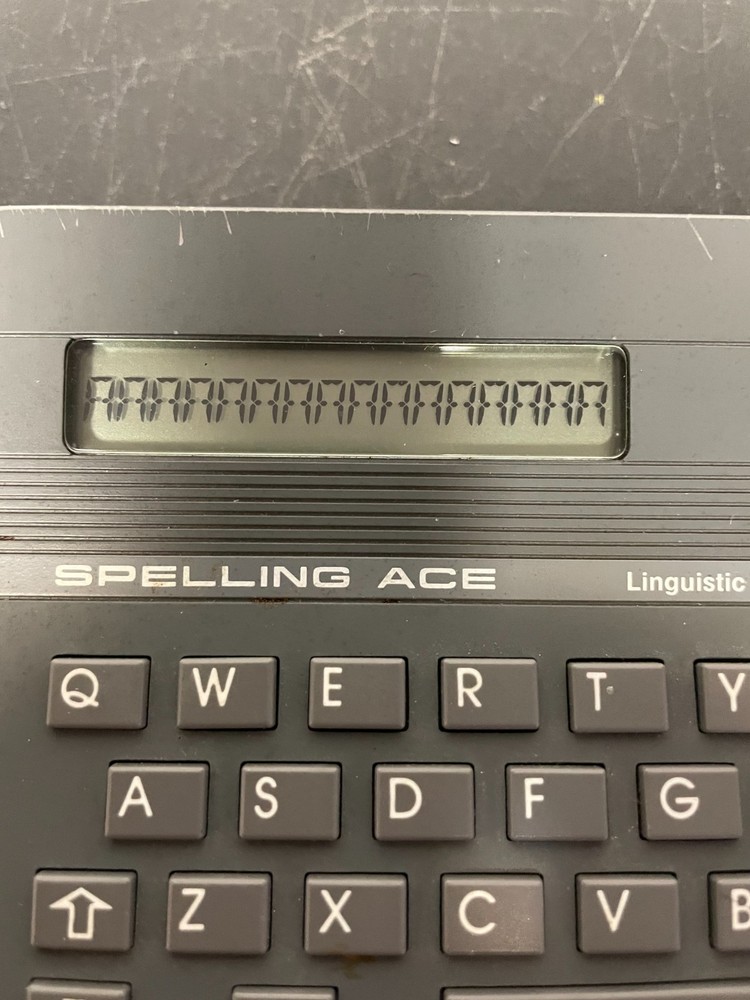 SPELLING ACE Linguistic
Q W E R T Y
A S D F G
Z X C V B